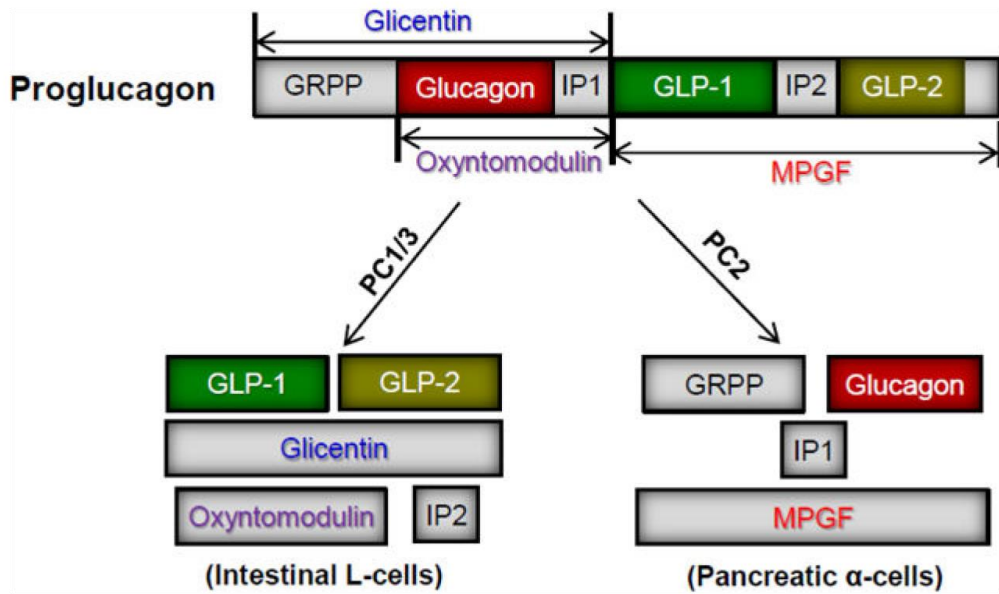 Glicentin
Proglucagon GRPP Glucagon IP1 GLP-1 IP2 GLP-2
Oxyntomodulin MPGF
PC1/3 PC2
GLP-1 GLP-2 GRPP Glucagon
Glicentin IP1
Oxyntomodulin IP2 MPGF
(Intestinal L-cells) (Pancreatic α-cells)